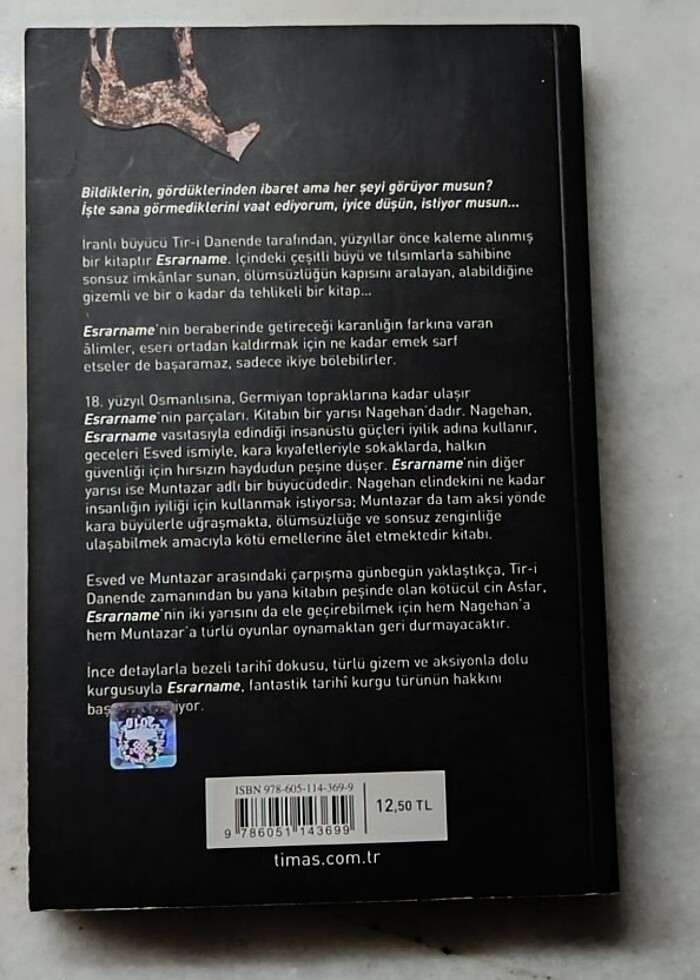 Bildiklerin, gördüklerinden ibaret ama her şeyi görüyor musun?
İşte sana görmediklerini vaat ediyorum, iyice düşün, istiyor musun...
İranlı büyücü Tir-i Danende tarafından, yüzyıllar önce kaleme alınmış
bir kitaptır Esrarname. İçindeki çeşitli büyü ve tılsımlarla sahibine
sonsuz imkânlar sunan, ölümsüzlüğün kapısını aralayan, alabildiğine
gizemli ve bir o kadar da tehlikeli bir kitap...
Esrarname'nin beraberinde getireceği karanlığın farkına varan
âlimler, eseri ortadan kaldırmak için ne kadar emek sarf
etseler de başaramaz, sadece ikiye bölebilirler.
18. yüzyıl Osmanlısına, Germiyan topraklarına kadar ulaşır
Esrarname'nin parçaları. Kitabın bir yarısı Nagehan'dadır. Nagehan,
Esrarname vasıtasıyla edindiği insanüstü güçleri iyilik adına kullanır,
geceleri Esved ismiyle, kara kıyafetleriyle sokaklarda, halkın
güvenliği için hırsızın haydudun peşine düşer. Esrarname'nin diğer
yarısı ise Muntazar adlı bir büyücüdedir. Nagehan elindekini ne kadar
insanlığın iyiliği için kullanmak istiyorsa; Muntazar da tam aksi yönde
kara büyülerle uğraşmakta, ölümsüzlüğe ve sonsuz zenginliğe
ulaşabilmek amacıyla kötü emellerine âlet etmektedir kitabı.
Esved ve Muntazar arasındaki çarpışma günbegün yaklaştıkça, Tir-i
Danende zamanından bu yana kitabın peşinde olan kötücül cin Asfar,
Esrarname'nin iki yarısını da ele geçirebilmek için hem Nagehan'a
hem Muntazar'a türlü oyunlar oynamaktan geri durmayacaktır.
İnce detaylarla bezeli tarihî dokusu, türlü gizem ve aksiyonla dolu
kurgusuyla Esrarname, fantastik tarihî kurgu türünün hakkını
ISBN 978-605-114-369-9
9 786051 143699
12,50 TL
timas.com.tr